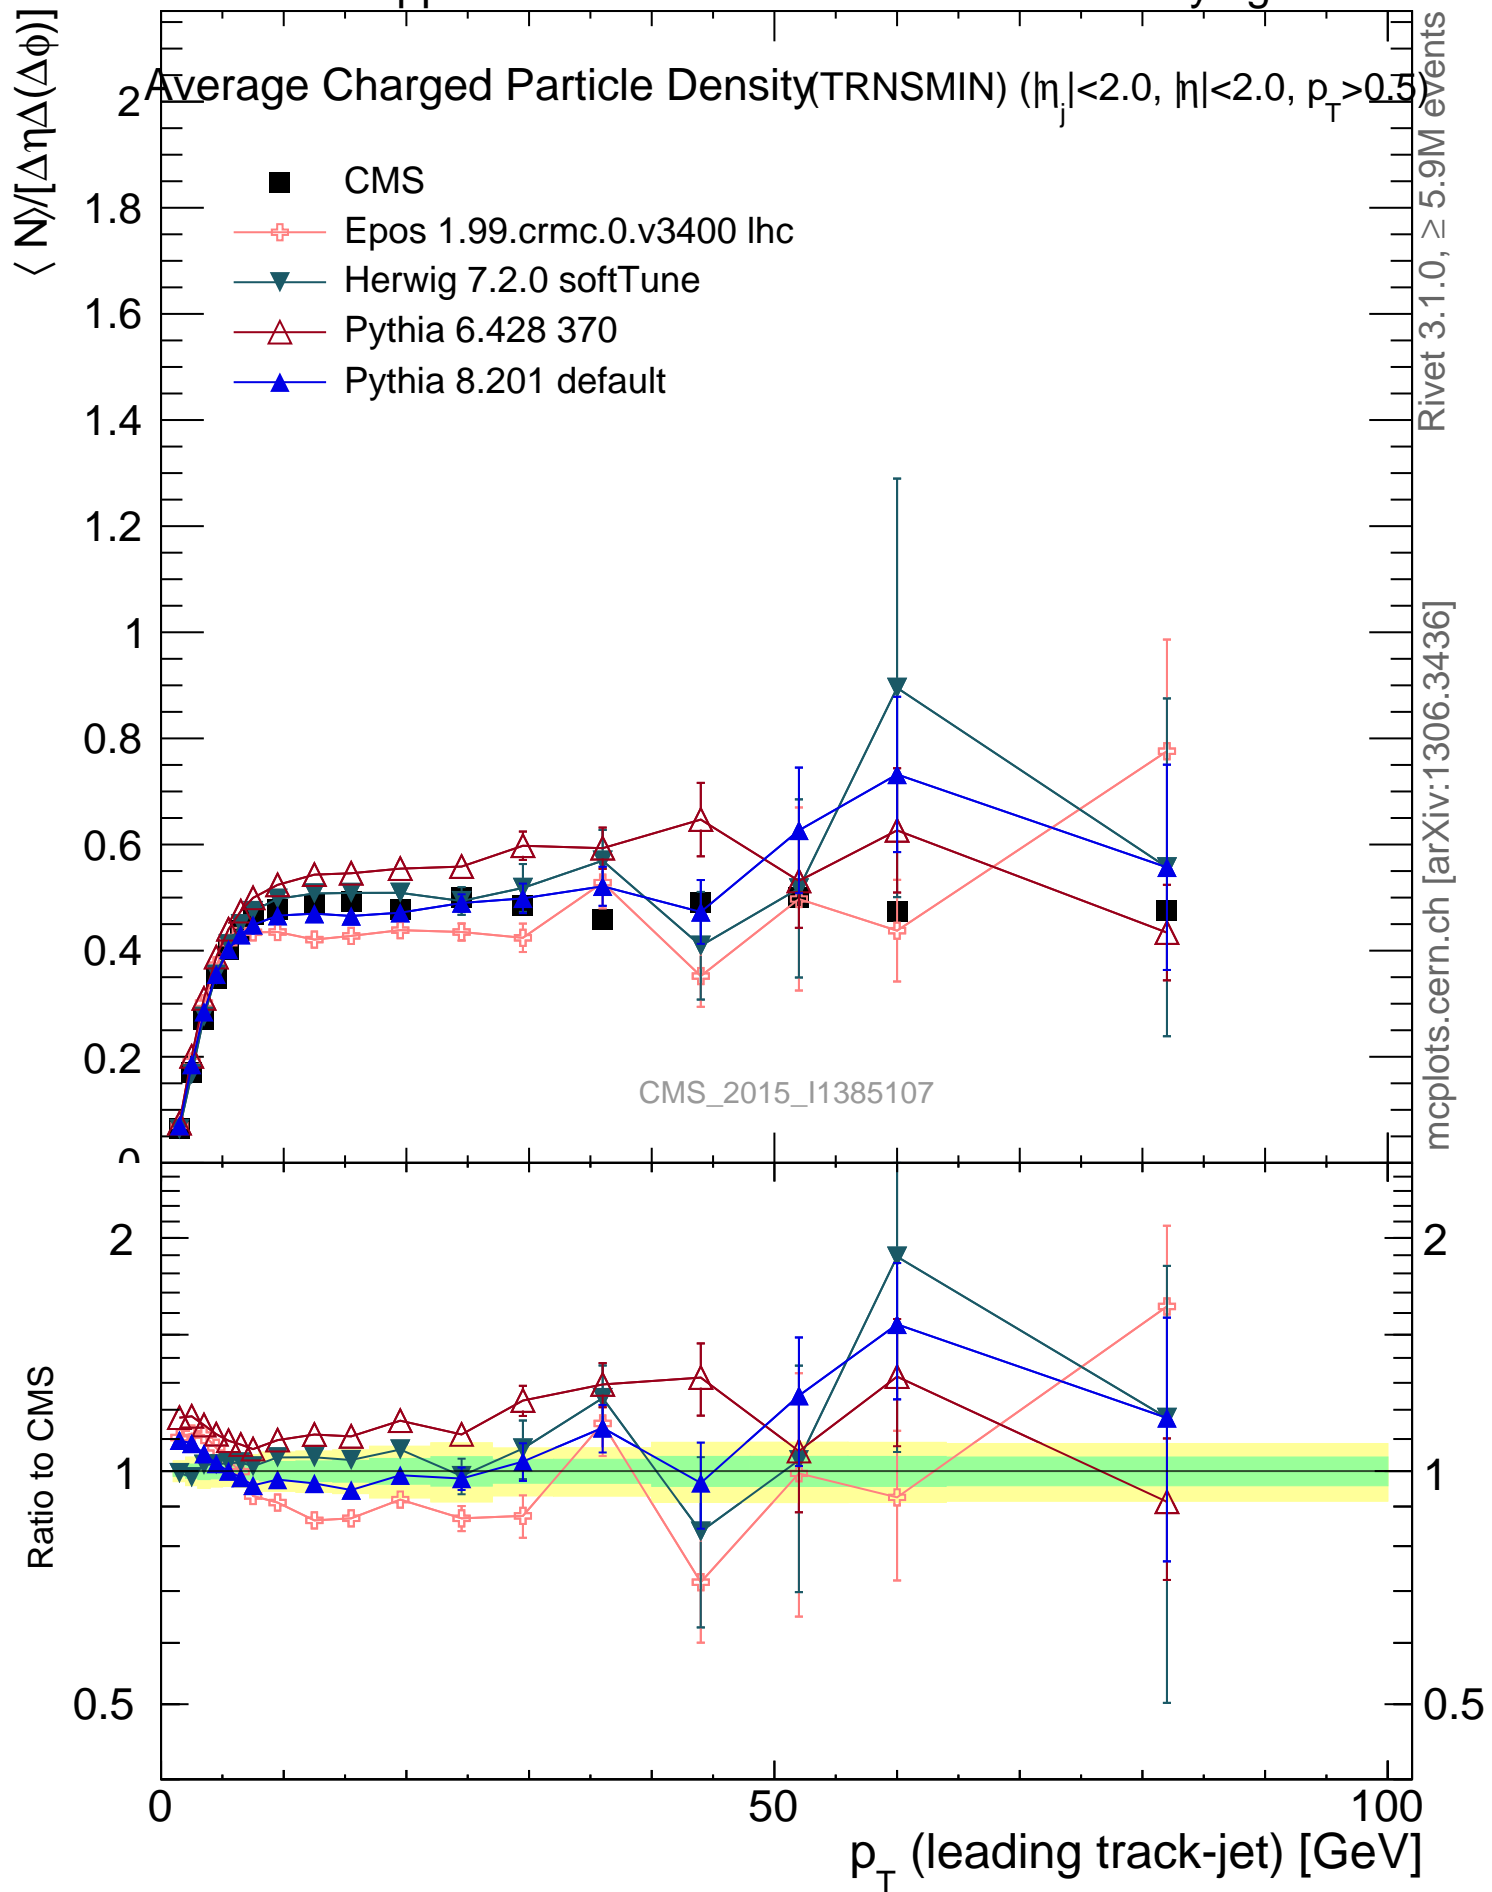 ⟨ N⟩/[ΔηΔ(Δϕ)]
Average Charged Particle Density (TRNSMIN) (|η_j|<2.0, |η|<2.0, p_T>0.5)
CMS
Epos 1.99.crmc.0.v3400 lhc
Herwig 7.2.0 softTune
Pythia 6.428 370
Pythia 8.201 default
2
1.8
1.6
1.4
1.2
1
0.8
0.6
0.4
0.2
0
CMS_2015_I1385107
Rivet 3.1.0, ≥ 5.9M events
mcplots.cern.ch [arXiv:1306.3436]
Ratio to CMS
2
1
0.5
2
1
0.5
0
50
100
p_T (leading track-jet) [GeV]